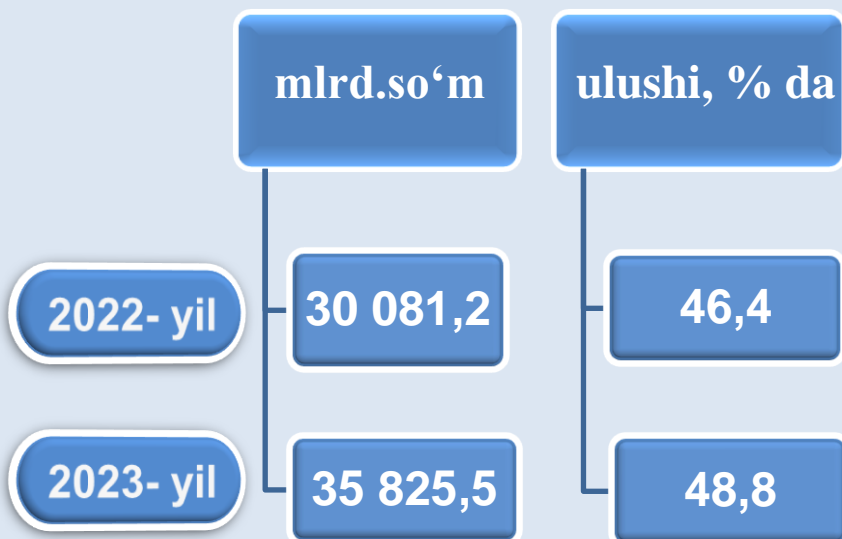 mlrd.so‘m
ulushi, % da
2022- yil
30 081,2
46,4
2023- yil
35 825,5
48,8